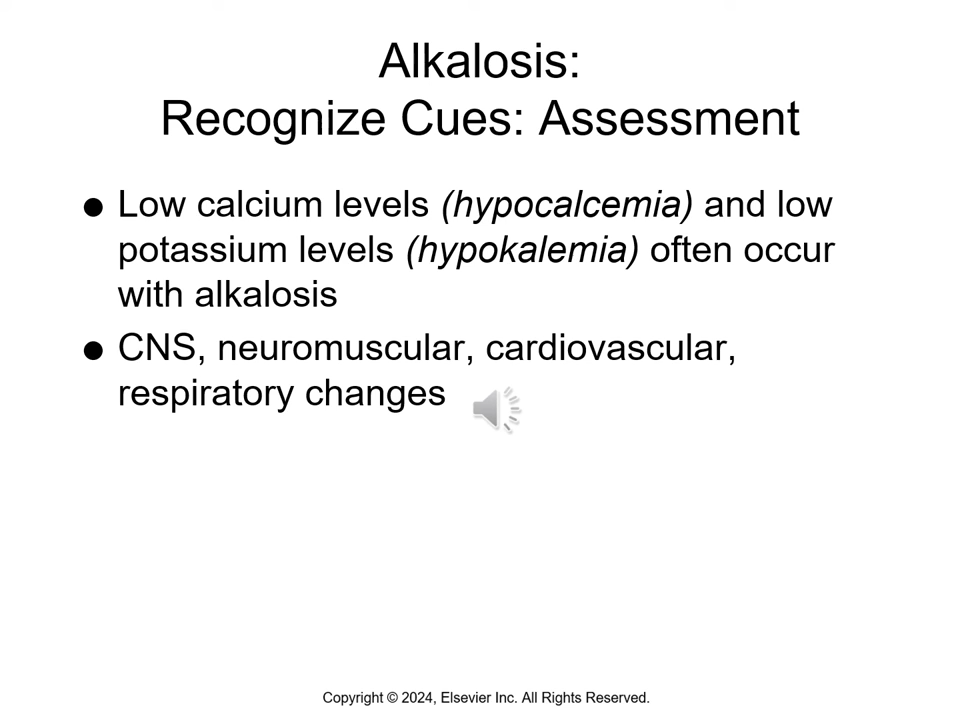 Alkalosis:
Recognize Cues: Assessment
● Low calcium levels (hypocalcemia) and low
potassium levels (hypokalemia) often occur
with alkalosis
● CNS, neuromuscular, cardiovascular,
respiratory changes
Copyright © 2024, Elsevier Inc. All Rights Reserved.